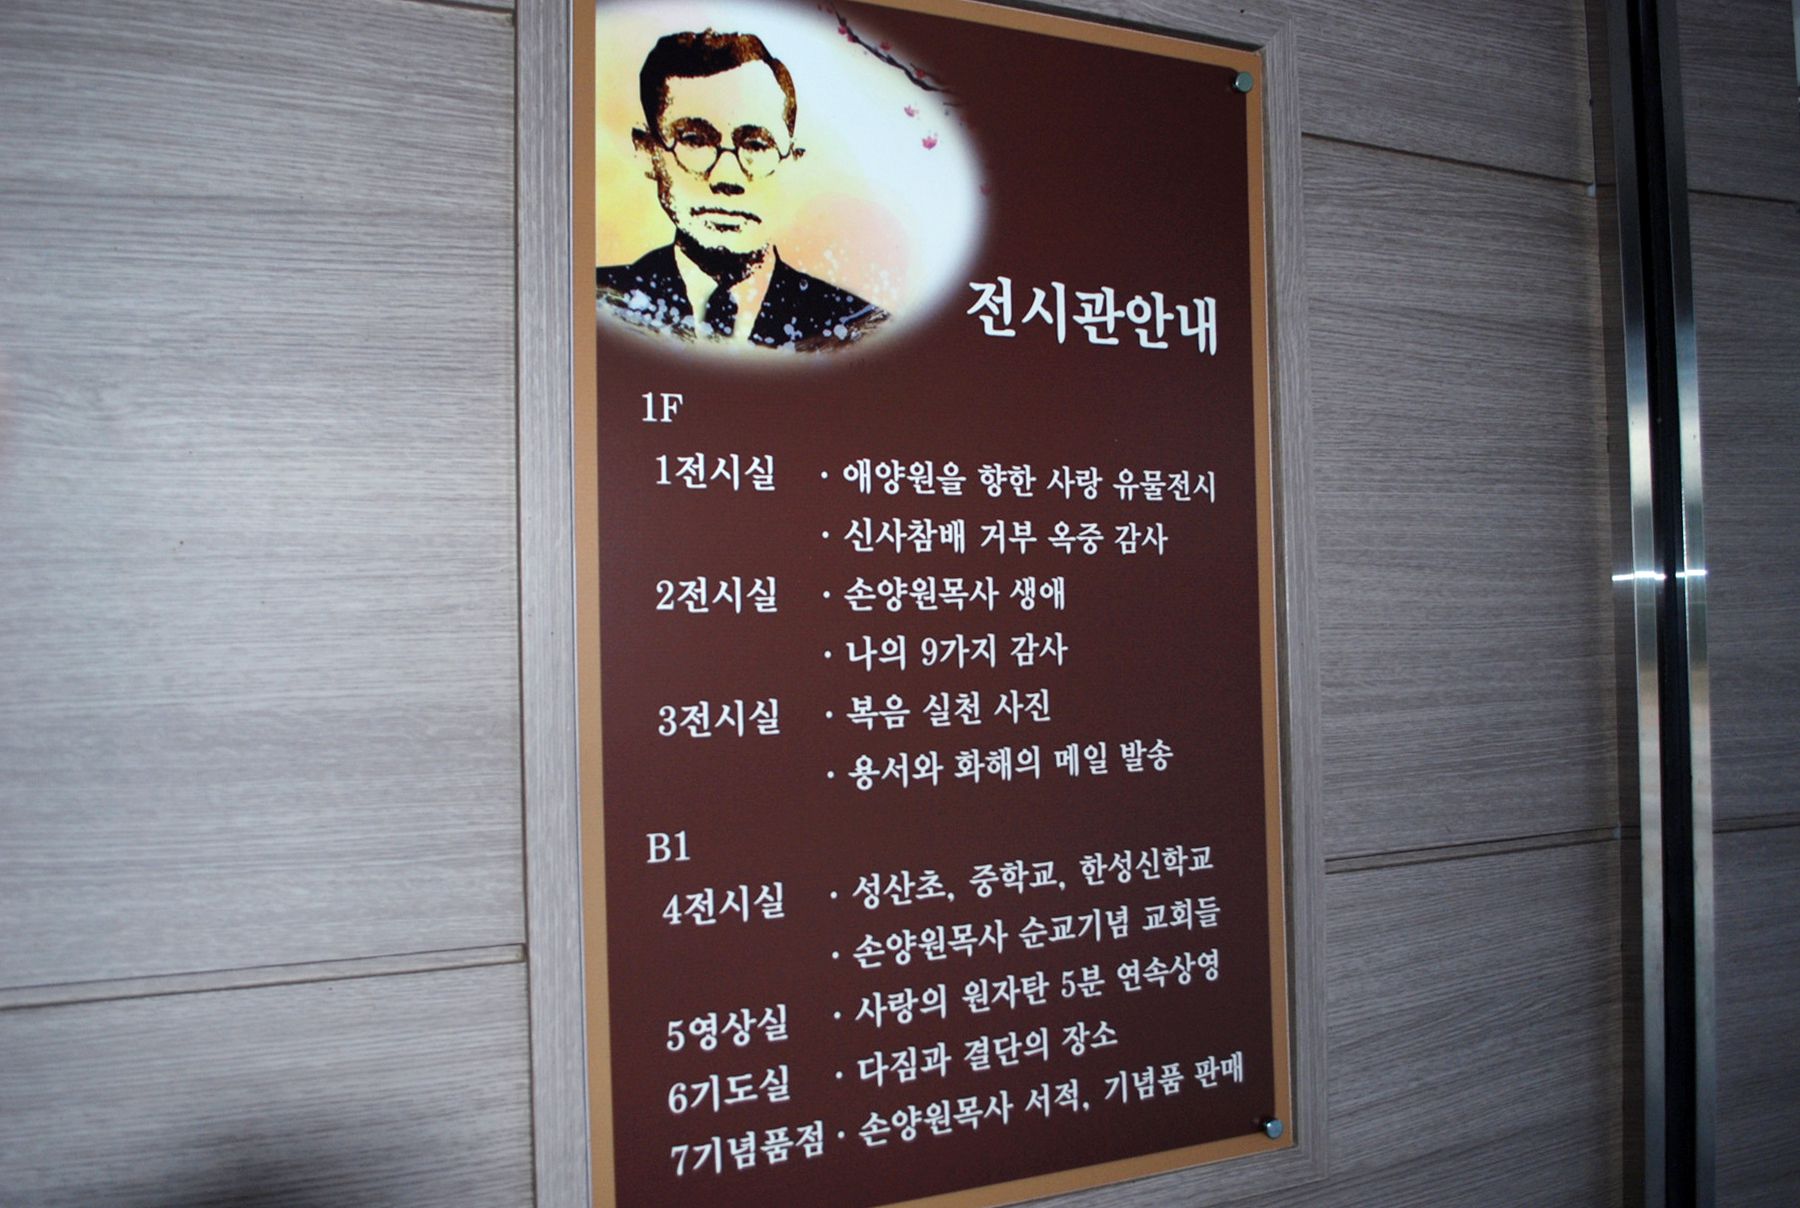 전시관안내
1F
1전시실 · 애양원을 향한 사랑 유물전시
· 신사참배 거부 옥중 감사
2전시실 · 손양원목사 생애
· 나의 9가지 감사
3전시실 · 복음 실천 사진
· 용서와 화해의 메일 발송
B1
4전시실 · 성산초, 중학교, 한성신학교
· 손양원목사 순교기념 교회들
5영상실 · 사랑의 원자탄 5분 연속상영
6기도실 · 다짐과 결단의 장소
7기념품점 · 손양원목사 서적, 기념품 판매